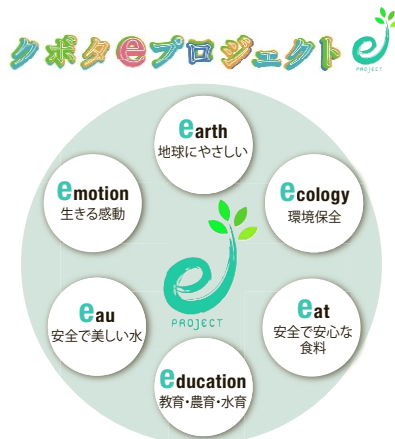 クボタeプロジェクト
PROJECT
earth
地球にやさしい
emotion
生きる感動
ecology
環境保全
e
PROJECT
eau
安全で美しい水
eat
安全で安心な
食料
education
教育・農育・水育